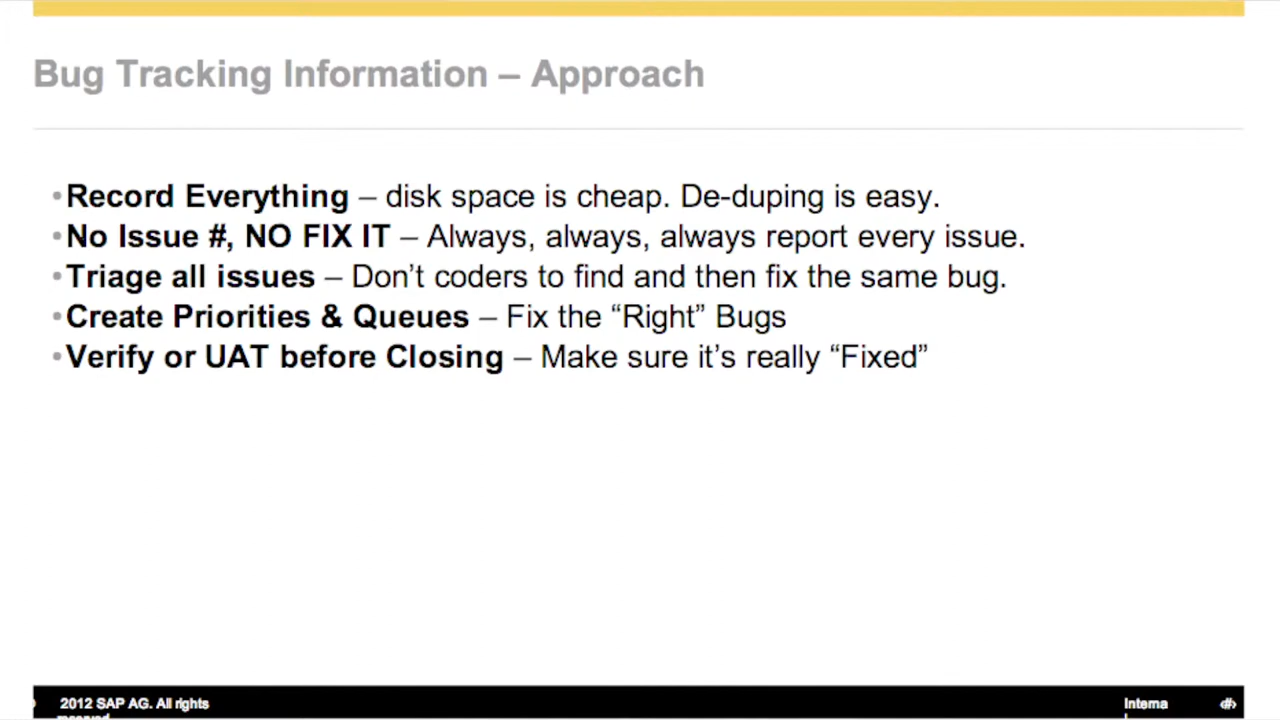 Bug Tracking Information – Approach
•Record Everything – disk space is cheap. De-duping is easy.
•No Issue #, NO FIX IT – Always, always, always report every issue.
•Triage all issues – Don’t coders to find and then fix the same bug.
•Create Priorities & Queues – Fix the “Right” Bugs
•Verify or UAT before Closing – Make sure it’s really “Fixed”
2012 SAP AG. All rights
reserved
Interna
‹#›